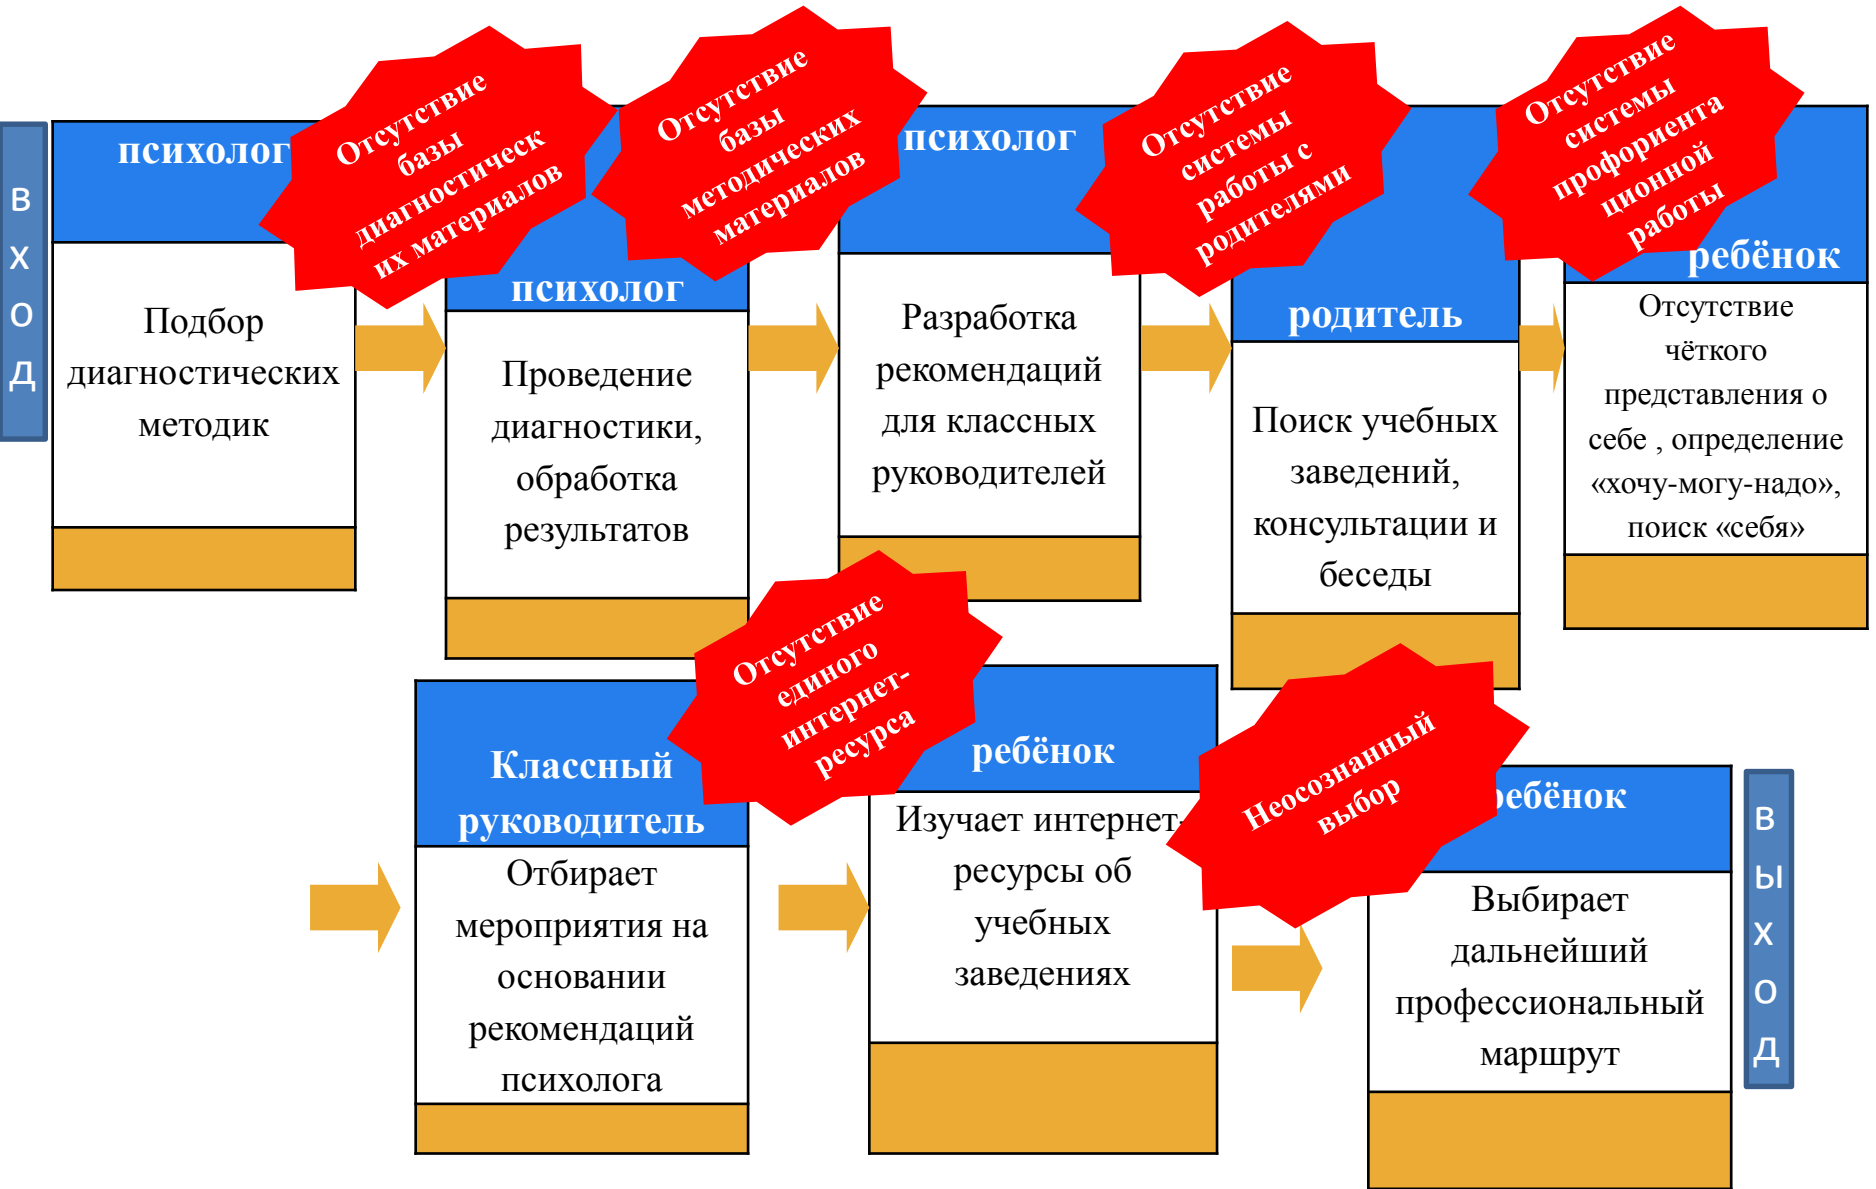 вход
психолог
Подбор
диагностических
методик
Отсутствие
базы
диагностическ
их материалов
психолог
Проведение
диагностики,
обработка
результатов
Отсутствие
базы
методических
материалов
психолог
Разработка
рекомендаций
для классных
руководителей
Отсутствие
системы
работы с
родителями
родитель
Поиск учебных
заведений,
консультации и
беседы
Отсутствие
системы
профориента
ционной
работы
ребёнок
Отсутствие
чёткого
представления о
себе , определение
«хочу-могу-надо»,
поиск «себя»
Классный
руководитель
Отбирает
мероприятия на
основании
рекомендаций
психолога
Отсутствие
единого
интернет-
ресурса
ребёнок
Изучает интернет-
ресурсы об
учебных
заведениях
Неосознанный
выбор
ребёнок
Выбирает
дальнейший
профессиональный
маршрут
выход